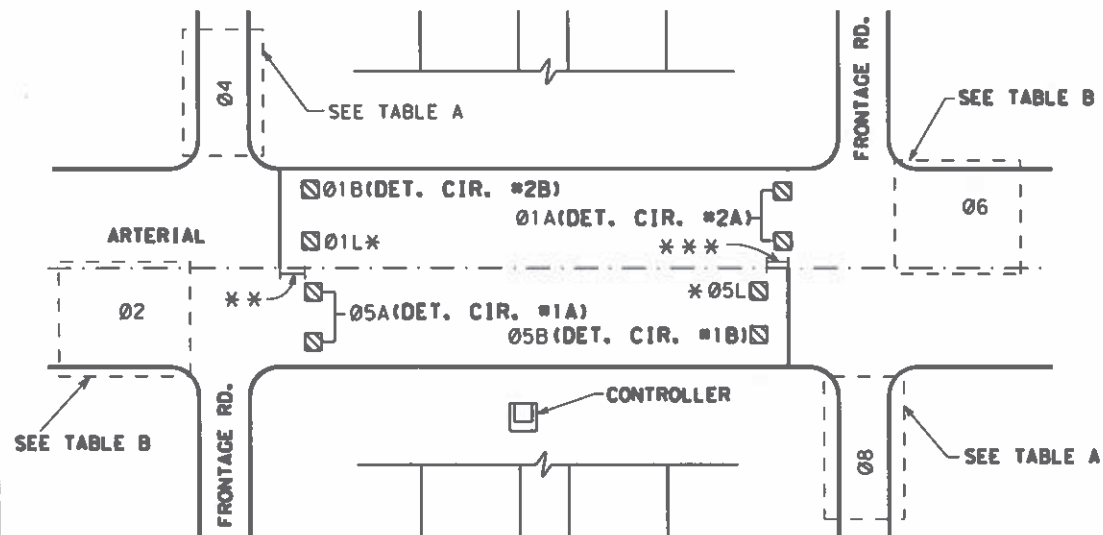 FRONTAGE RD.
Ø4
SEE TABLE A
SEE TABLE B
Ø1B(DET. CIR. #2B)
Ø1A(DET. CIR. #2A)
Ø6
ARTERIAL
Ø1L*
***
**
*Ø5L
Ø2
Ø5A(DET. CIR. #1A)
Ø5B(DET. CIR. #1B)
CONTROLLER
SEE TABLE B
FRONTAGE RD.
Ø8
SEE TABLE A